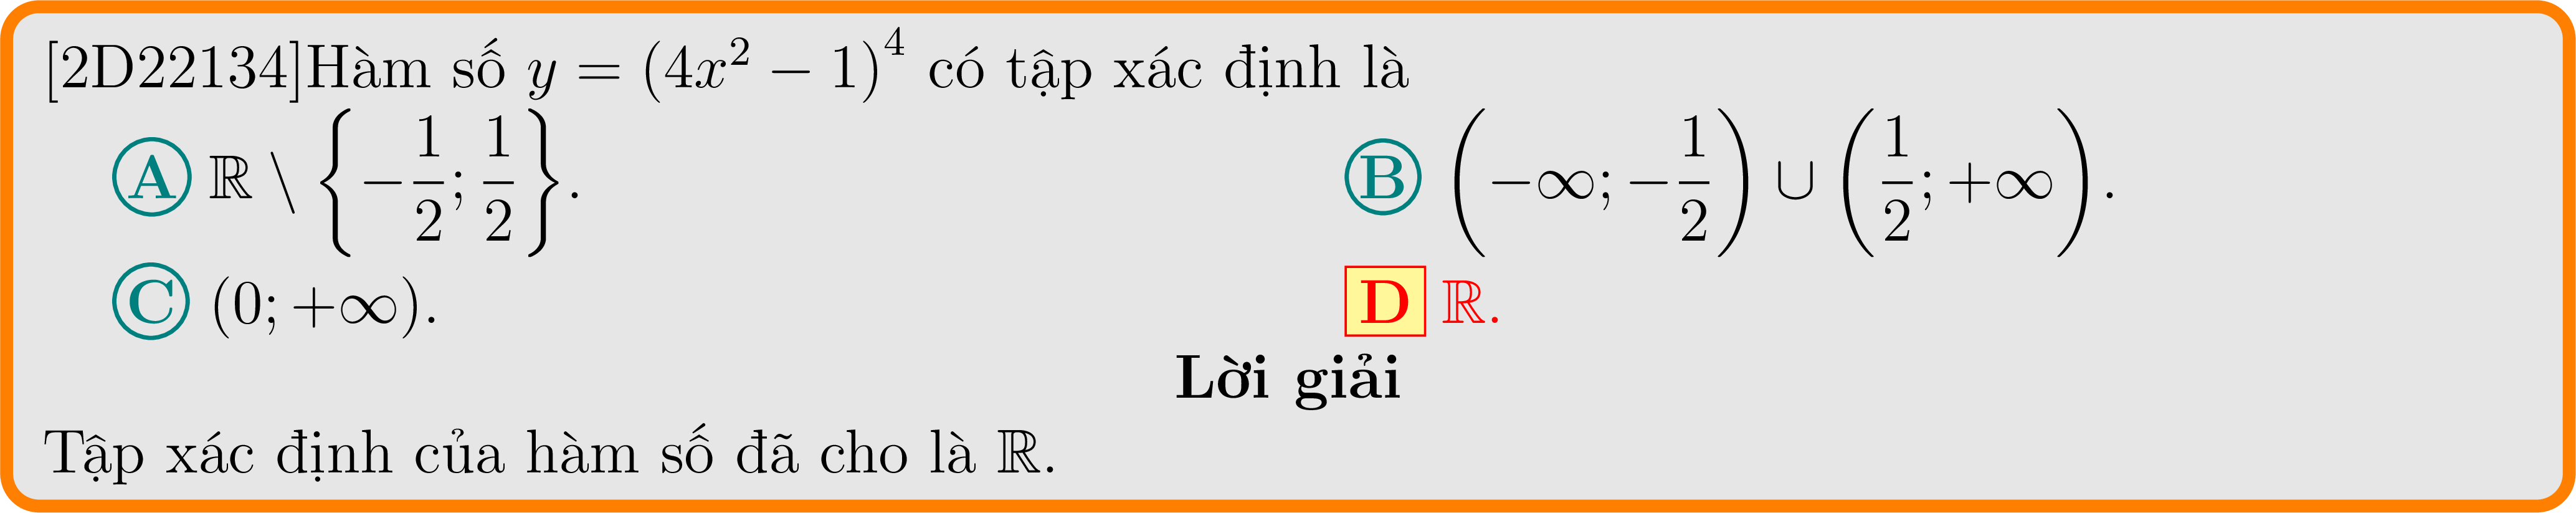 [2D22134]Hàm số $y = (4x^2 - 1)^4$ có tập xác định là
A $\mathbb{R} \setminus \left\{-\frac{1}{2}; \frac{1}{2}\right\}$. B $\left(-\infty; -\frac{1}{2}\right) \cup \left(\frac{1}{2}; +\infty\right)$.
C $(0; +\infty)$. D $\mathbb{R}$.
Lời giải
Tập xác định của hàm số đã cho là $\mathbb{R}$.